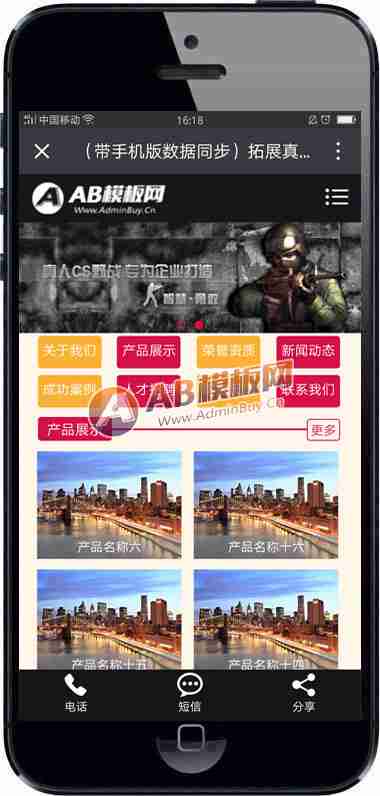 中国移动 16:18
（带手机版数据同步）拓展真...
AB模板网
Www.AdminBuy.Cn
真人CS野战 专为企业打造
智慧·勇敢
关于我们 产品展示 荣誉资质 新闻动态
成功案例 人才招聘 联系我们
AB模板网
Www.AdminBuy.Cn
产品展示 更多
产品名称六 产品名称十六
产品名称十五 产品名称十四
电话 短信 分享